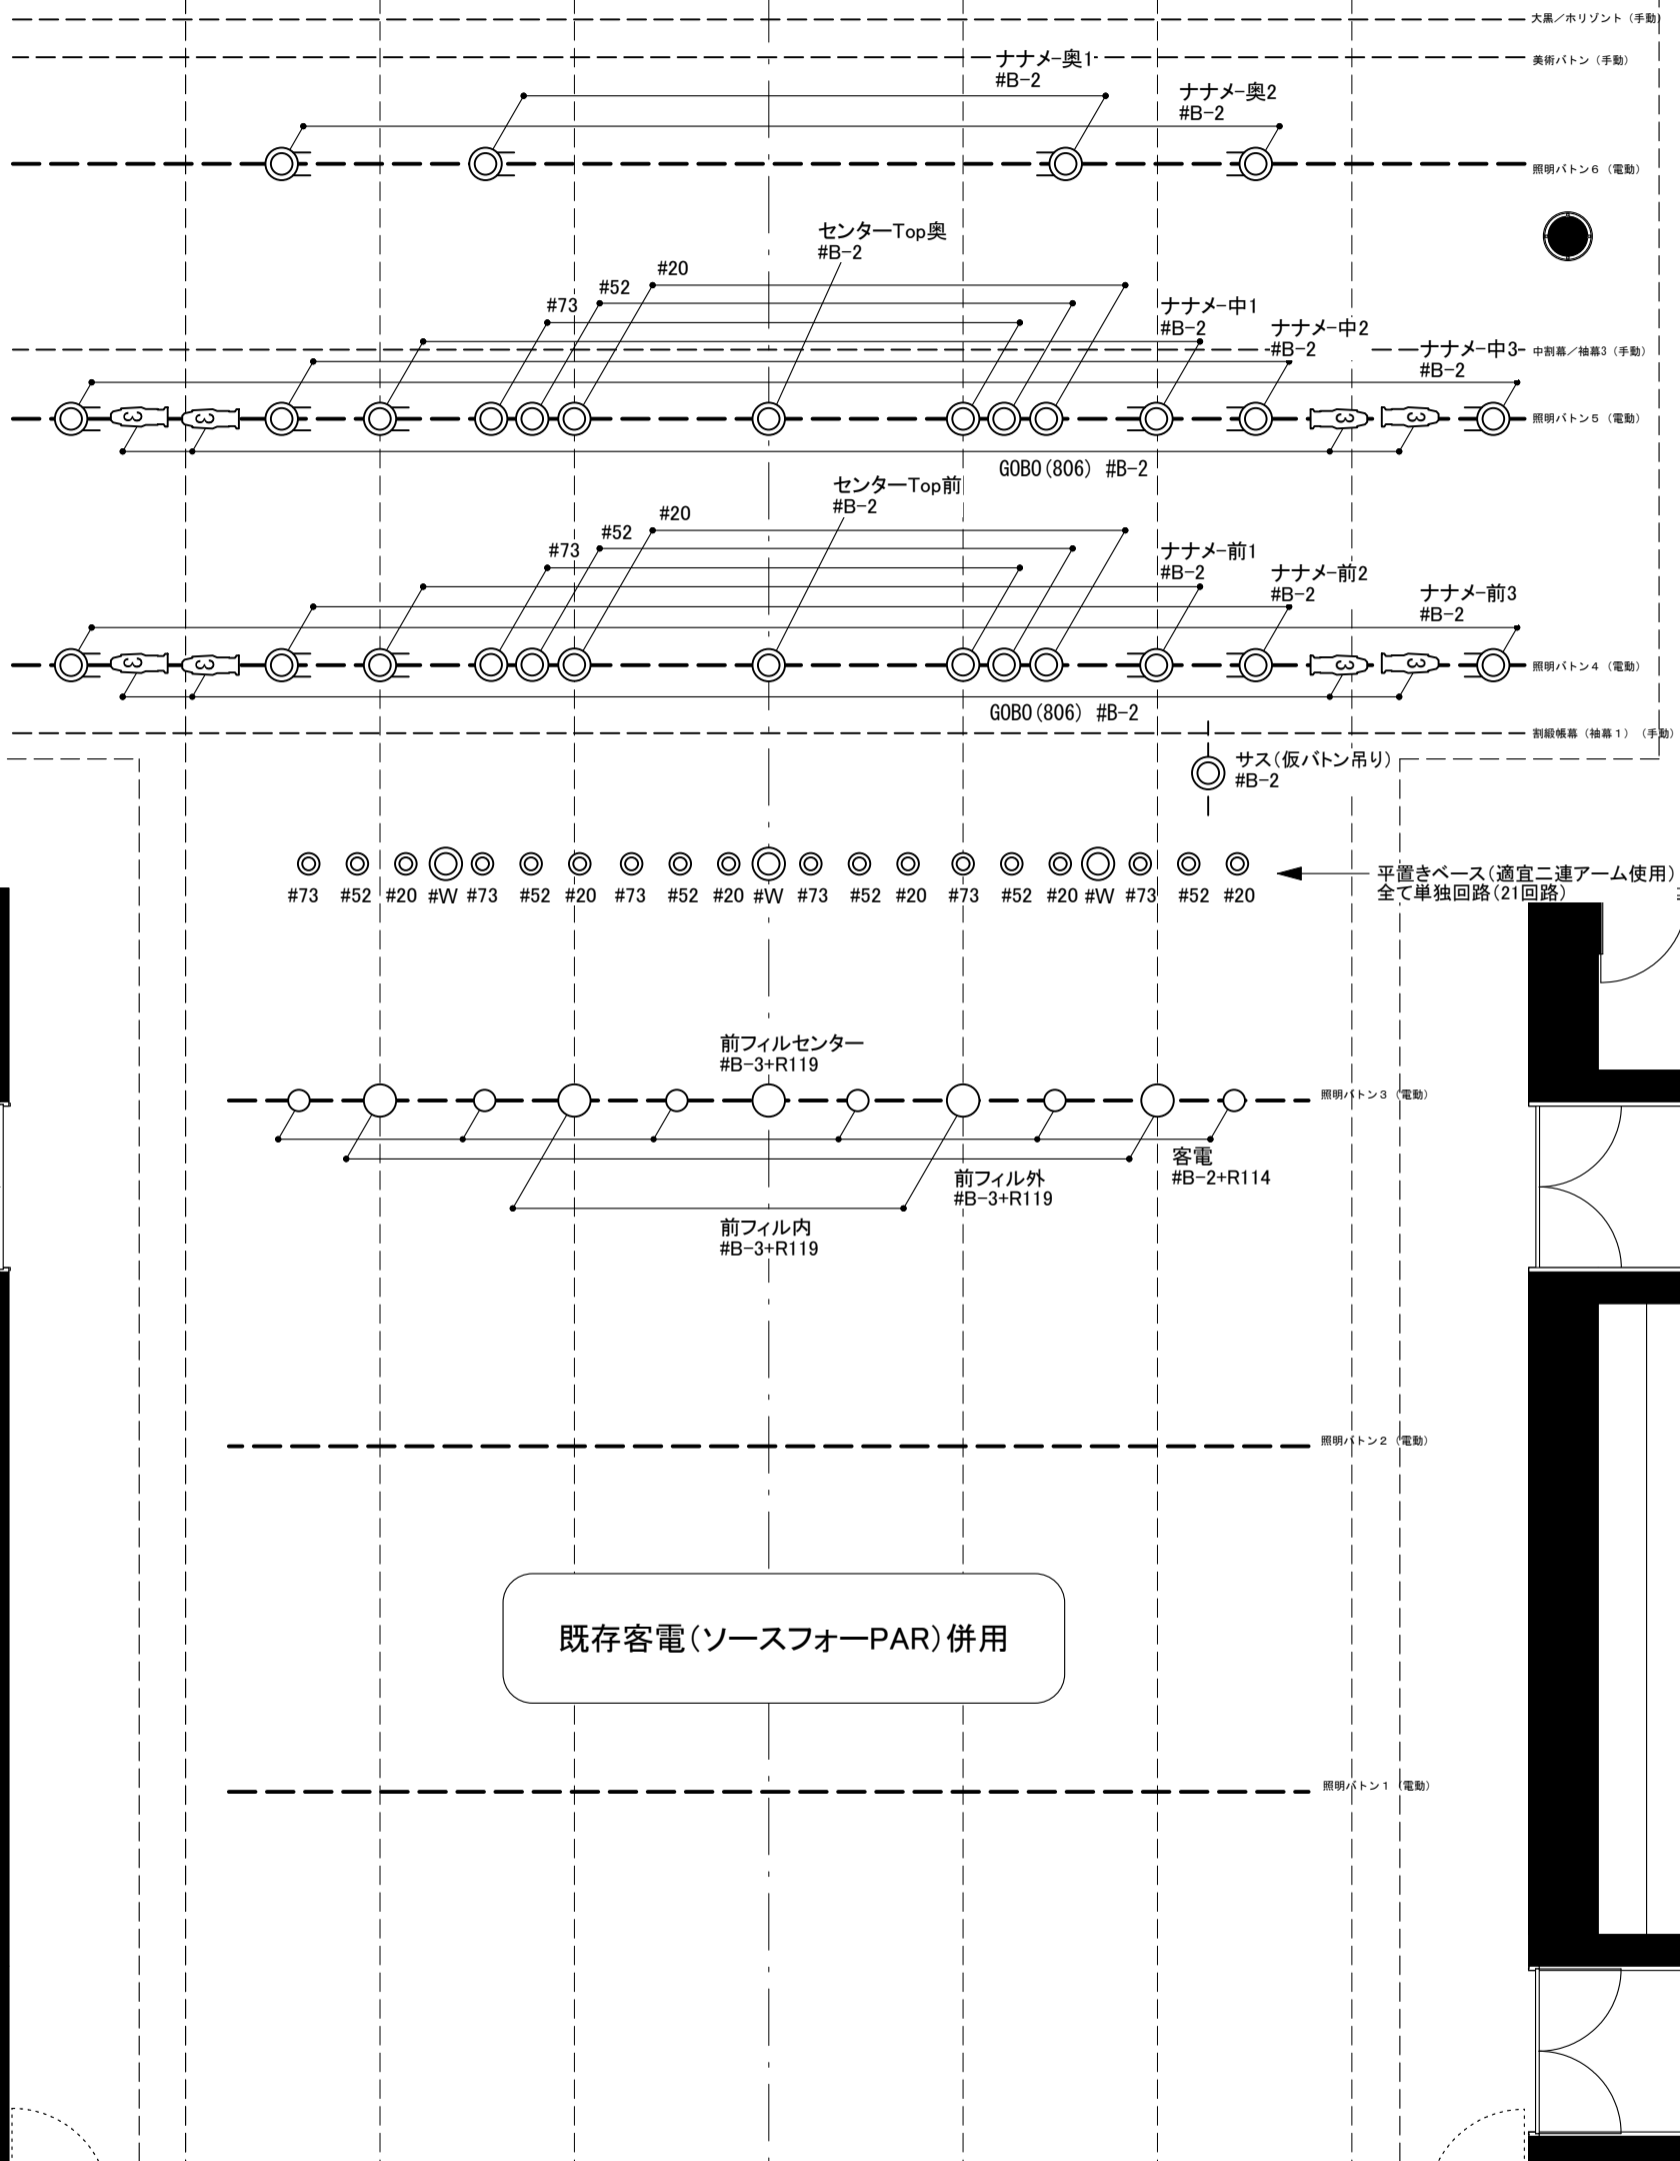 大黒／ホリゾント（手動）
美術バトン（手動）
ナナメ-奥1
#B-2
ナナメ-奥2
#B-2
照明バトン６（電動）
センターTop奥
#B-2
#20
#52
#73
ナナメ-中1
#B-2
ナナメ-中2
#B-2
ナナメ-中3
#B-2
中割幕／袖幕3（手動）
3
3
3
3
照明バトン５（電動）
GOBO(806) #B-2
センターTop前
#B-2
#20
#52
#73
ナナメ-前1
#B-2
ナナメ-前2
#B-2
ナナメ-前3
#B-2
3
3
3
3
照明バトン４（電動）
GOBO(806) #B-2
割緞帳幕（袖幕１）（手動）
サス(仮バトン吊り)
#B-2
#73 #52 #20 #W #73 #52 #20 #73 #52 #20 #W #73 #52 #20 #73 #52 #20 #W #73 #52 #20
平置きベース(適宜二連アーム使用)
全て単独回路(21回路)
前フィルセンター
#B-3+R119
照明バトン３（電動）
客電
#B-2+R114
前フィル外
#B-3+R119
前フィル内
#B-3+R119
照明バトン２（電動）
既存客電(ソースフォーPAR)併用
照明バトン１（電動）